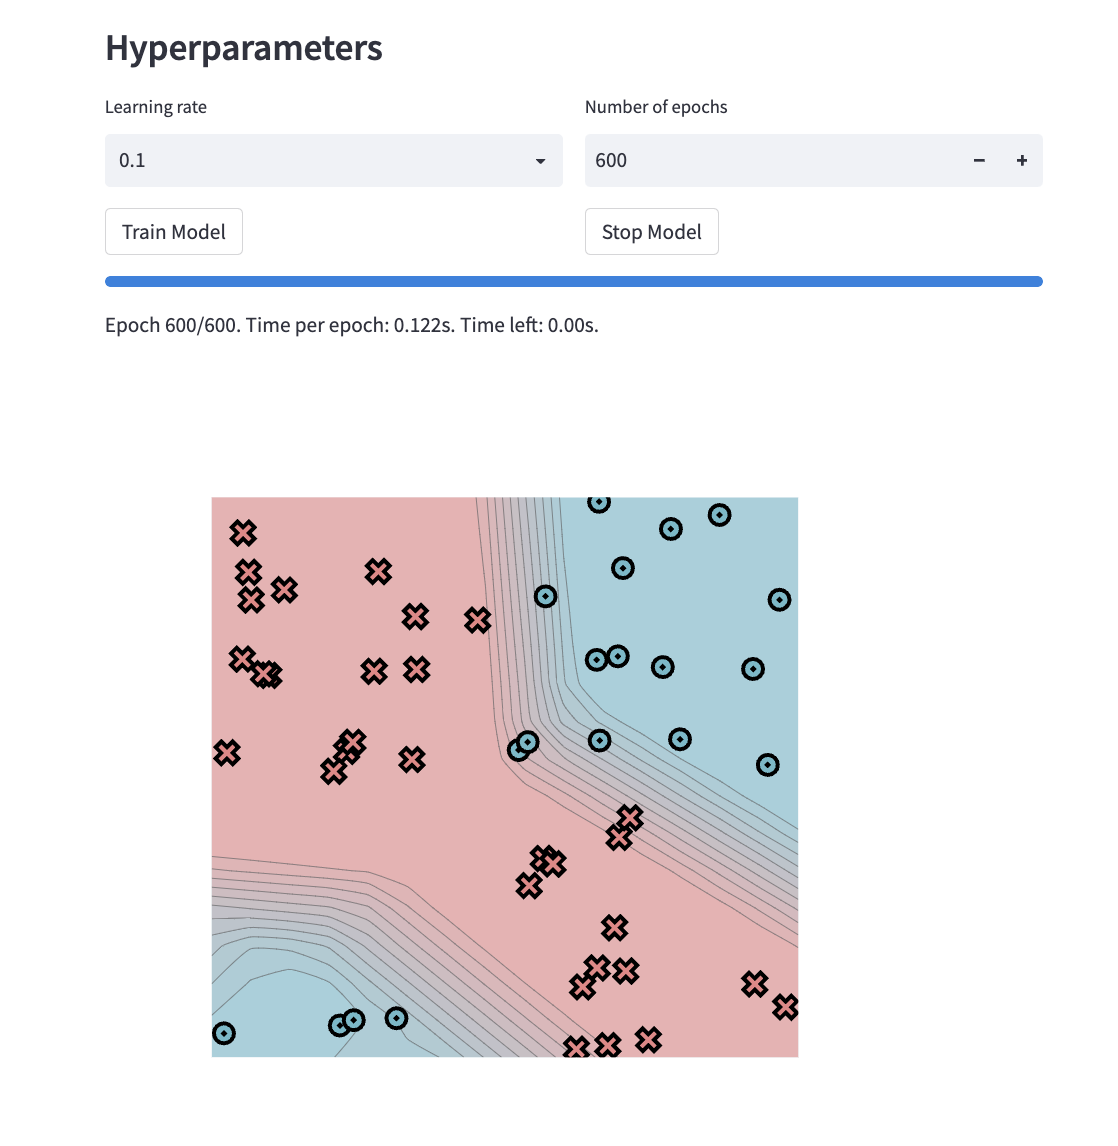 Hyperparameters
Learning rate
Number of epochs
0.1
600
Train Model
Stop Model
Epoch 600/600. Time per epoch: 0.122s. Time left: 0.00s.